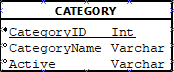 CATEGORY
*CategoryID Int
°CategoryName Varchar
°Active Varchar